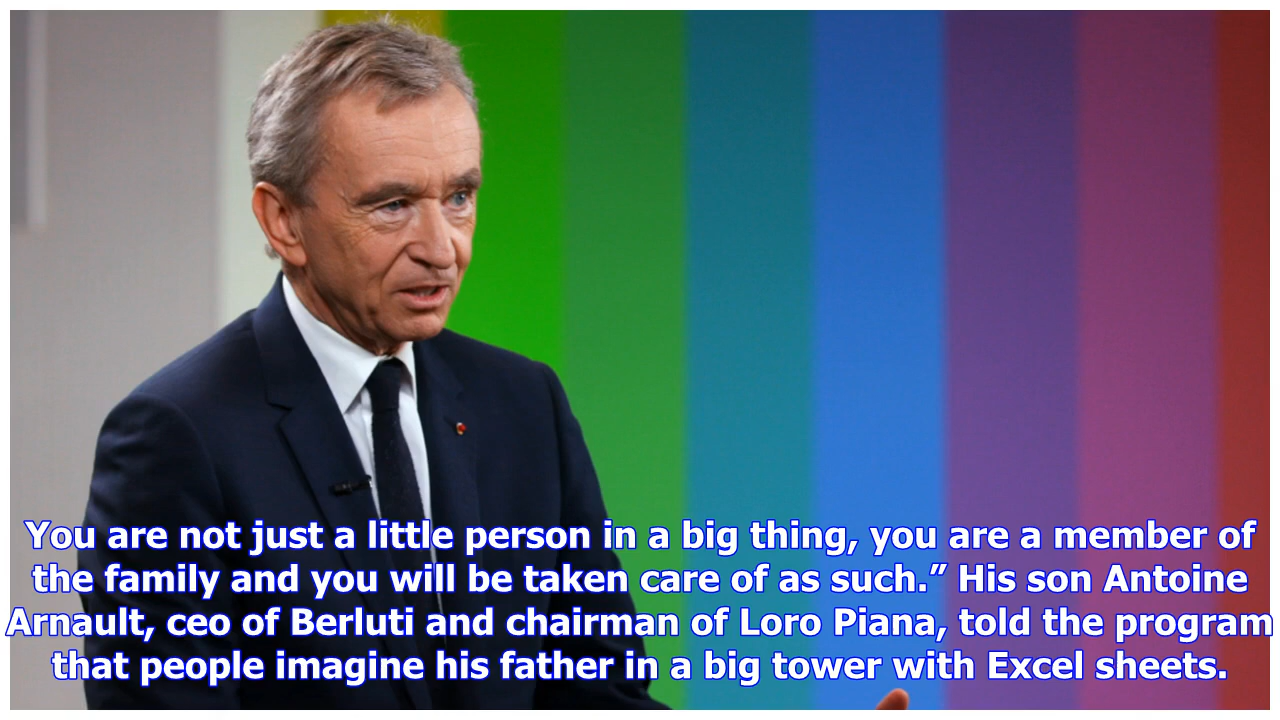 You are not just a little person in a big thing, you are a member of
the family and you will be taken care of as such.” His son Antoine
Arnault, ceo of Berluti and chairman of Loro Piana, told the program
that people imagine his father in a big tower with Excel sheets.